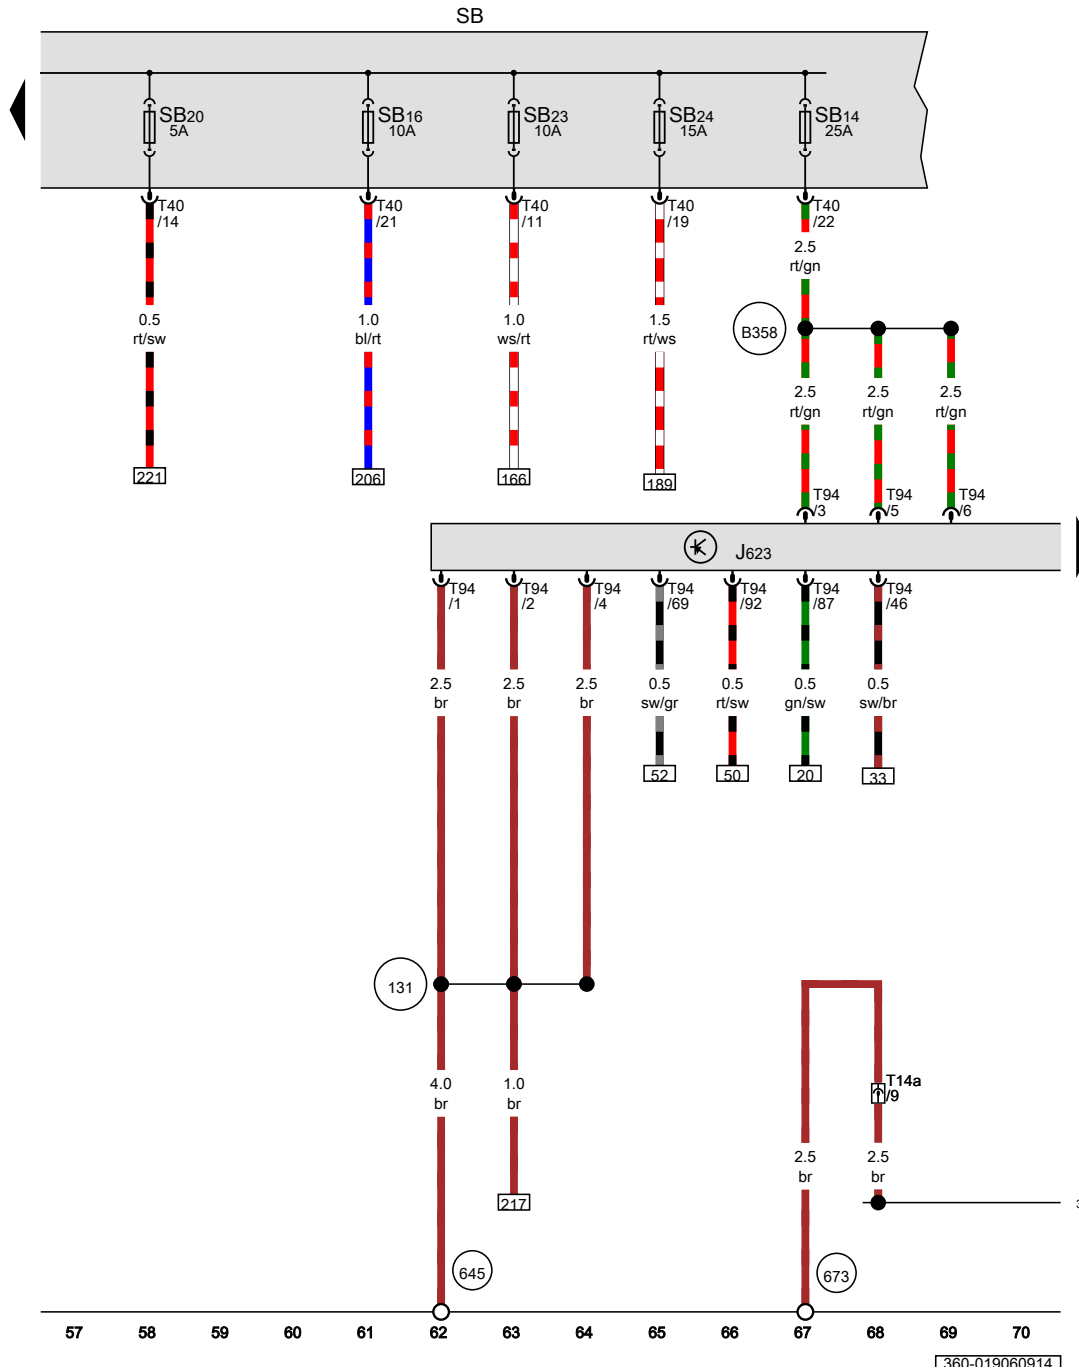 SB
SB20
5A
SB16
10A
SB23
10A
SB24
15A
SB14
25A
T40
/14
T40
/21
T40
/11
T40
/19
T40
/22
2.5
rt/gn
0.5
rt/sw
1.0
bl/rt
1.0
ws/rt
1.5
rt/ws
B358
2.5
rt/gn
2.5
rt/gn
2.5
rt/gn
221
206
166
189
T94
/3
T94
/5
T94
/6
J623
T94
/1
T94
/2
T94
/4
T94
/69
T94
/92
T94
/87
T94
/46
2.5
br
2.5
br
2.5
br
0.5
sw/gr
0.5
rt/sw
0.5
gn/sw
0.5
sw/br
52
50
20
33
131
4.0
br
1.0
br
T14a
/9
2.5
br
2.5
br
217
645
673
57 58 59 60 61 62 63 64 65 66 67 68 69 70
360-019060914